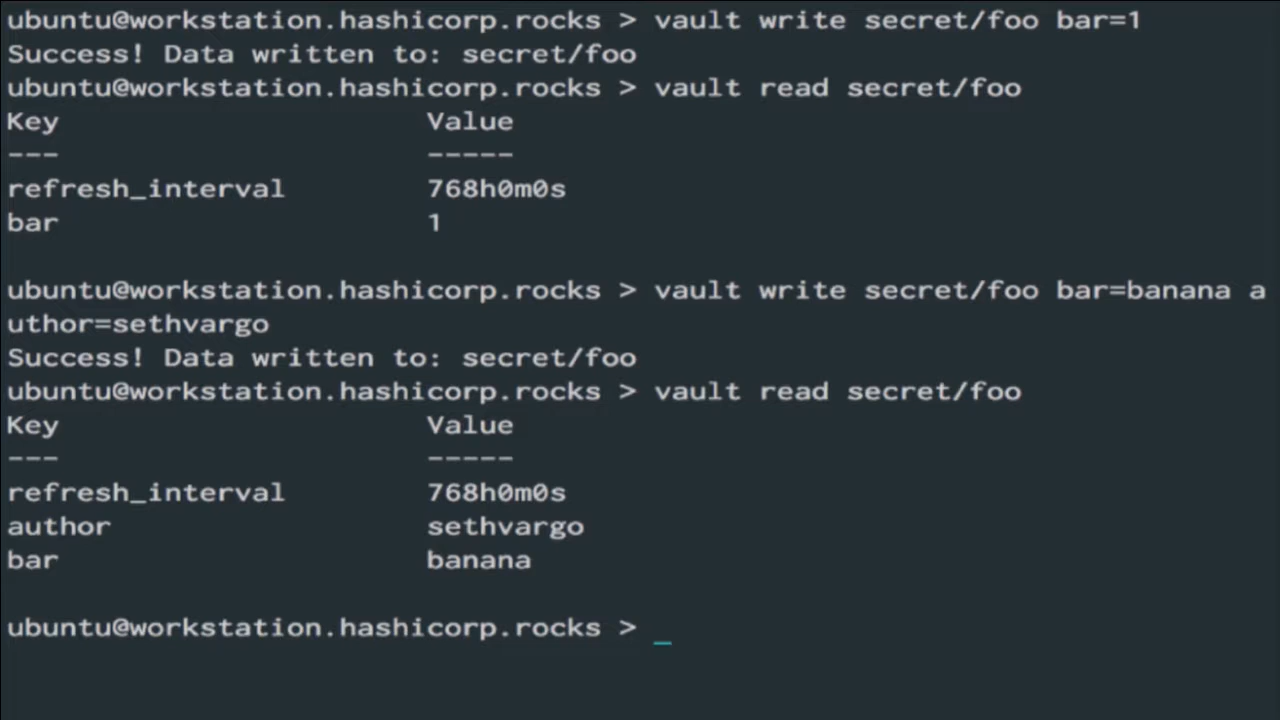 ubuntu@workstation.hashicorp.rocks > vault write secret/foo bar=1
Success! Data written to: secret/foo
ubuntu@workstation.hashicorp.rocks > vault read secret/foo
Key Value
--- -----
refresh_interval 768h0m0s
bar 1
ubuntu@workstation.hashicorp.rocks > vault write secret/foo bar=banana a
uthor=sethvargo
Success! Data written to: secret/foo
ubuntu@workstation.hashicorp.rocks > vault read secret/foo
Key Value
--- -----
refresh_interval 768h0m0s
author sethvargo
bar banana
ubuntu@workstation.hashicorp.rocks > _